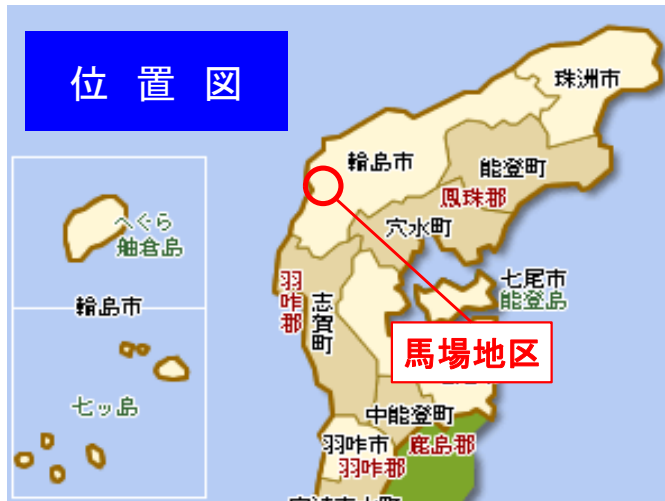 位置図
珠洲市
輪島市
能登町
鳳珠郡
穴水町
へぐら
舳倉島
輪島市
七ッ島
七尾市
能登島
羽咋郡
志賀町
馬場地区
中能登町
鹿島郡
羽咋市
羽咋郡